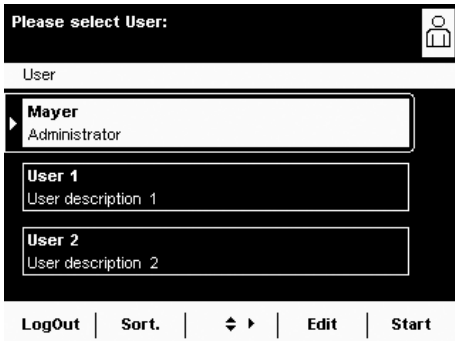 Please select User:
User
Mayer
Administrator
User 1
User description 1
User 2
User description 2
LogOut Sort. Edit Start